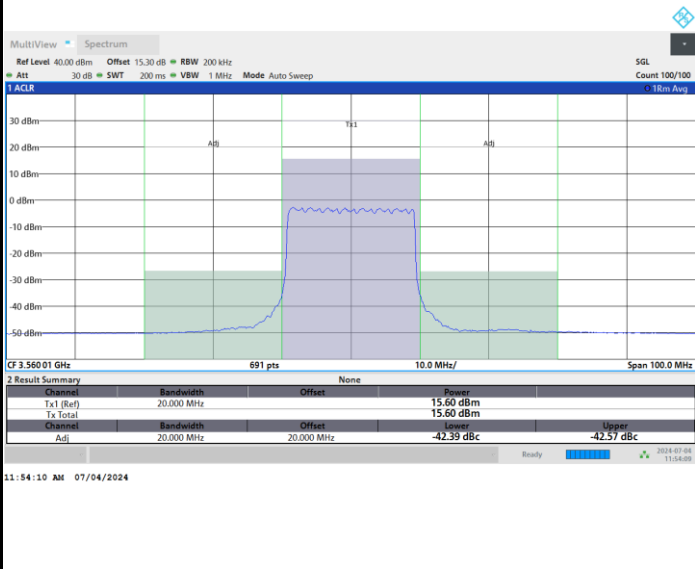 MultiView Spectrum
Ref Level 40.00 dBm Offset 15.30 dB RBW 200 kHz SGL
Att 30 dB SWT 200 ms VBW 1 MHz Mode Auto Sweep Count 100/100
1 ACLR 1Rm Avg
30 dBm
Tx1
20 dBm
Adj Adj
10 dBm
0 dBm
-10 dBm
-20 dBm
-30 dBm
-40 dBm
-50 dBm
CF 3.560 01 GHz 691 pts 10.0 MHz/ Span 100.0 MHz
2 Result Summary None
Channel Bandwidth Offset Power
Tx1 (Ref) 20.000 MHz 15.60 dBm
Tx Total 15.60 dBm
Channel Bandwidth Offset Lower Upper
Adj 20.000 MHz 20.000 MHz -42.39 dBc -42.57 dBc
Ready 2024-07-04
11:54:09
11:54:10 AM 07/04/2024